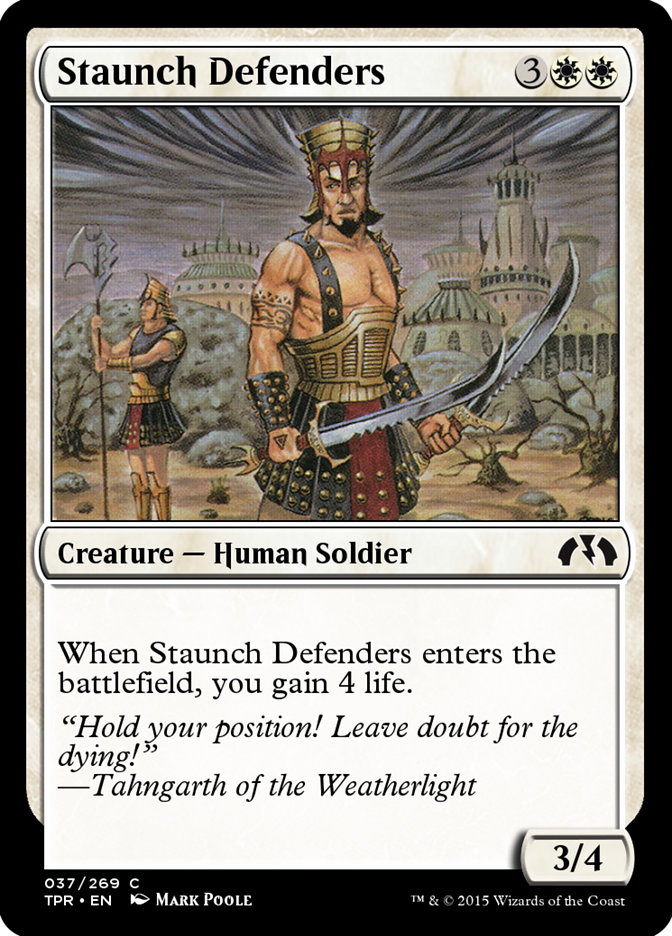 Staunch Defenders 3
Creature — Human Soldier
When Staunch Defenders enters the
battlefield, you gain 4 life.
“Hold your position! Leave doubt for the
dying!”
—Tahngarth of the Weatherlight
3/4
037/269 C
TPR • EN Mark Poole
™ & © 2015 Wizards of the Coast